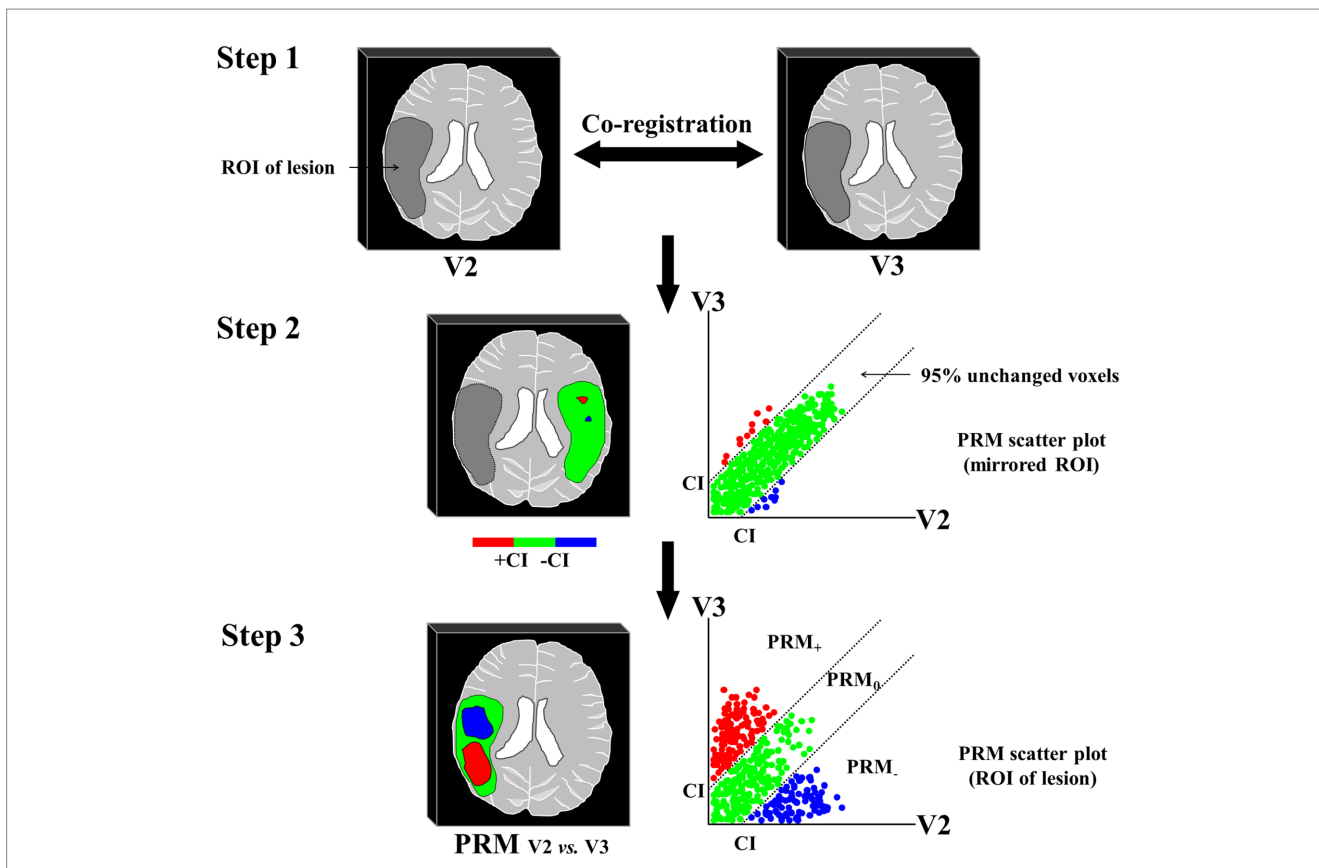 Step 1
Co-registration
ROI of lesion
V2
V3
Step 2
V3
95% unchanged voxels
PRM scatter plot
(mirrored ROI)
CI
V2
CI
+CI -CI
Step 3
V3
PRM+
PRM0
PRM-
PRM scatter plot
(ROI of lesion)
CI
V2
CI
PRM V2 vs. V3